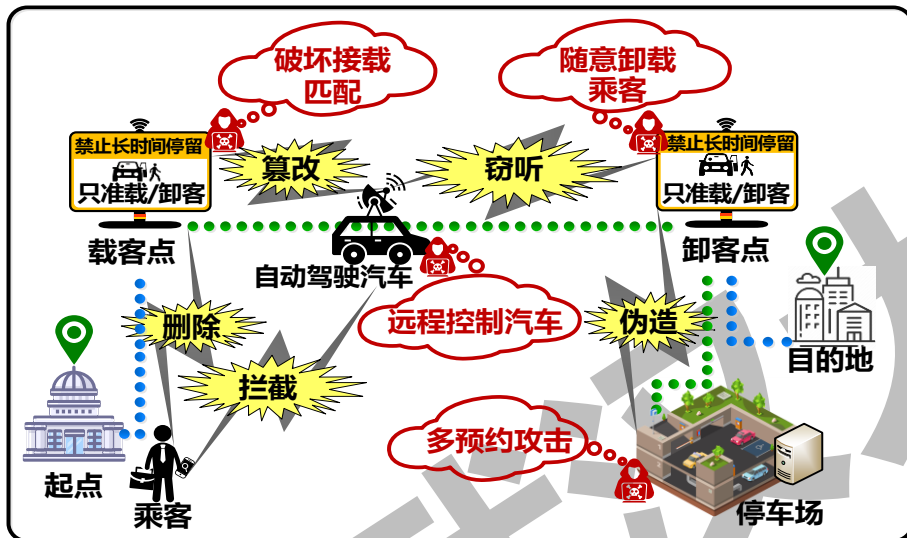 破坏接载
匹配
随意卸载
乘客
禁止长时间停留
只准载/卸客
载客点
篡改
窃听
禁止长时间停留
只准载/卸客
卸客点
自动驾驶汽车
远程控制汽车
删除
拦截
伪造
目的地
多预约攻击
起点
乘客
停车场